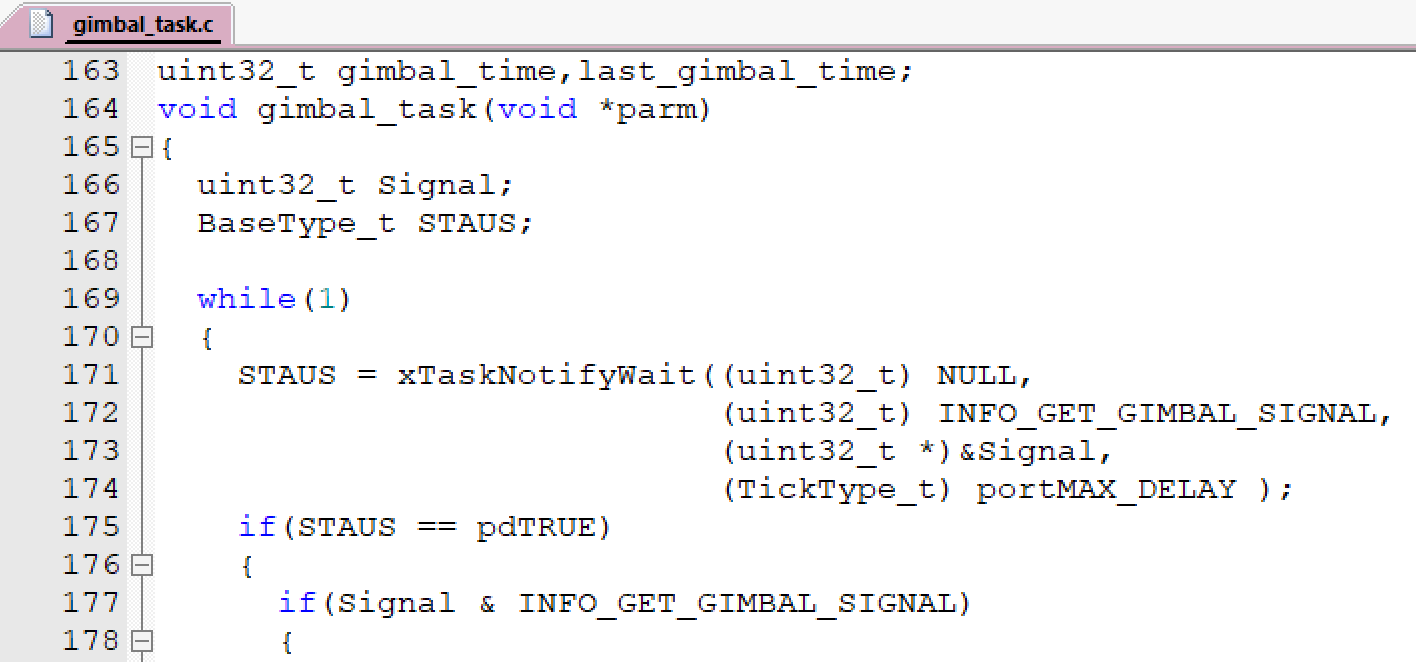 gimbal_task.c
163 uint32_t gimbal_time,last_gimbal_time;
164 void gimbal_task(void *parm)
165 {
166 uint32_t Signal;
167 BaseType_t STAUS;
168
169 while(1)
170 {
171 STAUS = xTaskNotifyWait((uint32_t) NULL,
172 (uint32_t) INFO_GET_GIMBAL_SIGNAL,
173 (uint32_t *)&Signal,
174 (TickType_t) portMAX_DELAY );
175 if(STAUS == pdTRUE)
176 {
177 if(Signal & INFO_GET_GIMBAL_SIGNAL)
178 {